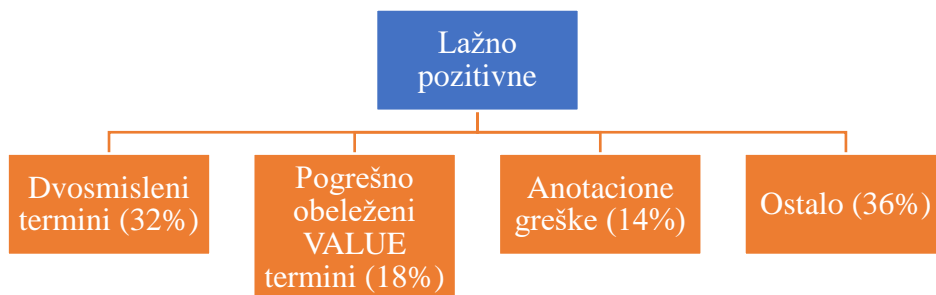 Lažno
pozitivne
Dvosmisleni
termini (32%)
Pogrešno
obeleženi
VALUE
termini (18%)
Anotacione
greške (14%)
Ostalo (36%)